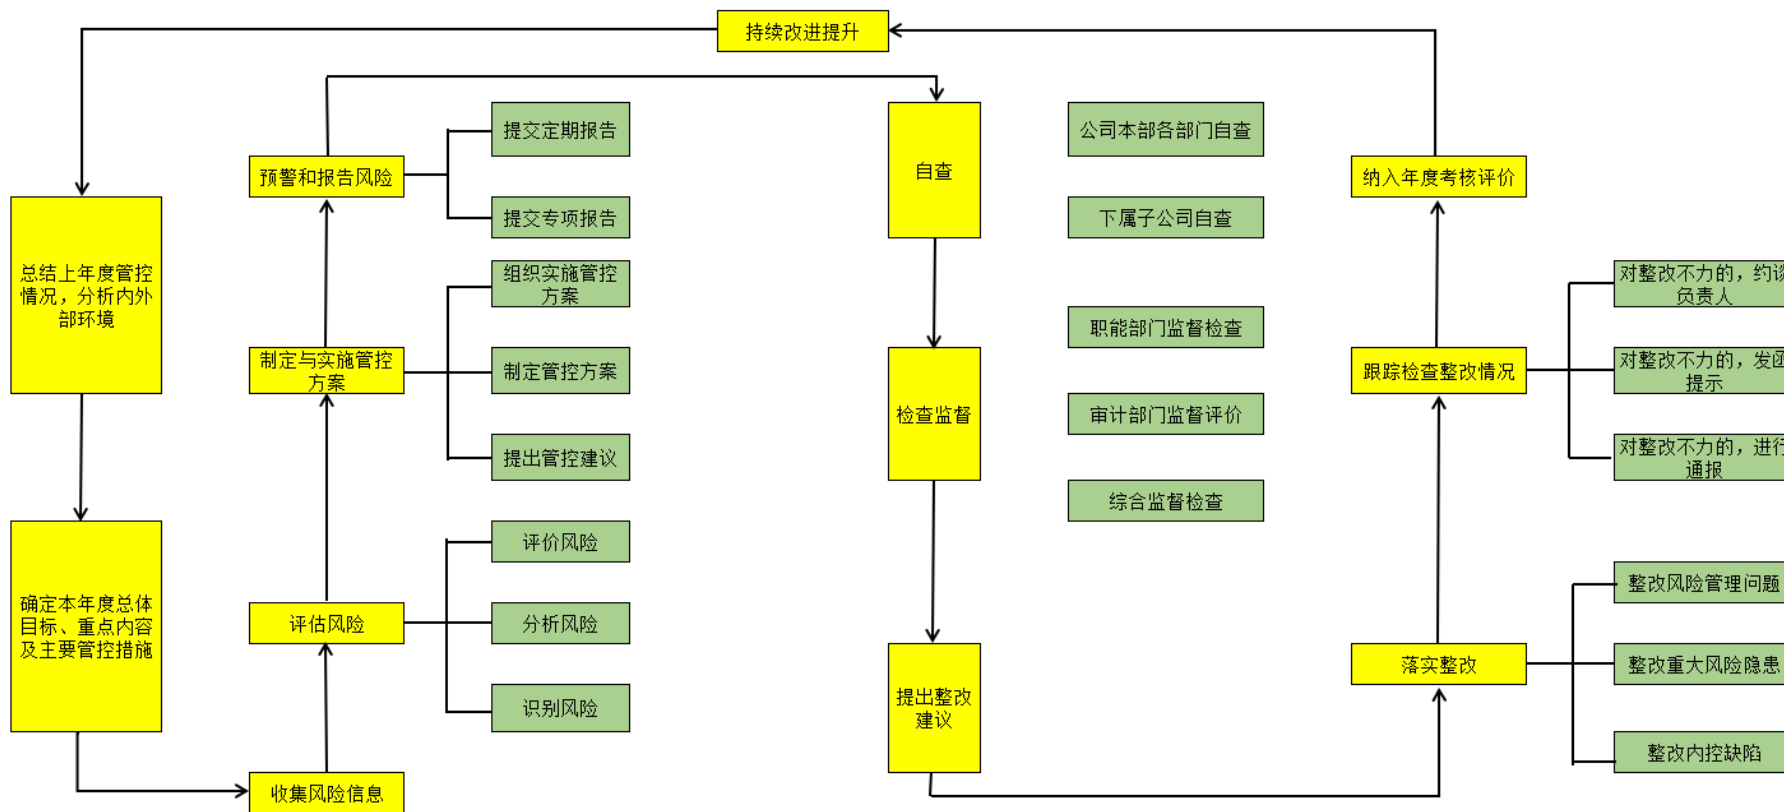 持续改进提升
总结上年度管控
情况，分析内外
部环境
确定本年度总体
目标、重点内容
及主要管控措施
收集风险信息
评估风险
评价风险
分析风险
识别风险
制定与实施管控
方案
组织实施管控
方案
制定管控方案
提出管控建议
预警和报告风险
提交定期报告
提交专项报告
自查
公司本部各部门自查
下属子公司自查
检查监督
职能部门监督检查
审计部门监督评价
综合监督检查
提出整改
建议
落实整改
整改风险管理问题
整改重大风险隐患
整改内控缺陷
跟踪检查整改情况
对整改不力的，约谈
负责人
对整改不力的，发函
提示
对整改不力的，进行
通报
纳入年度考核评价